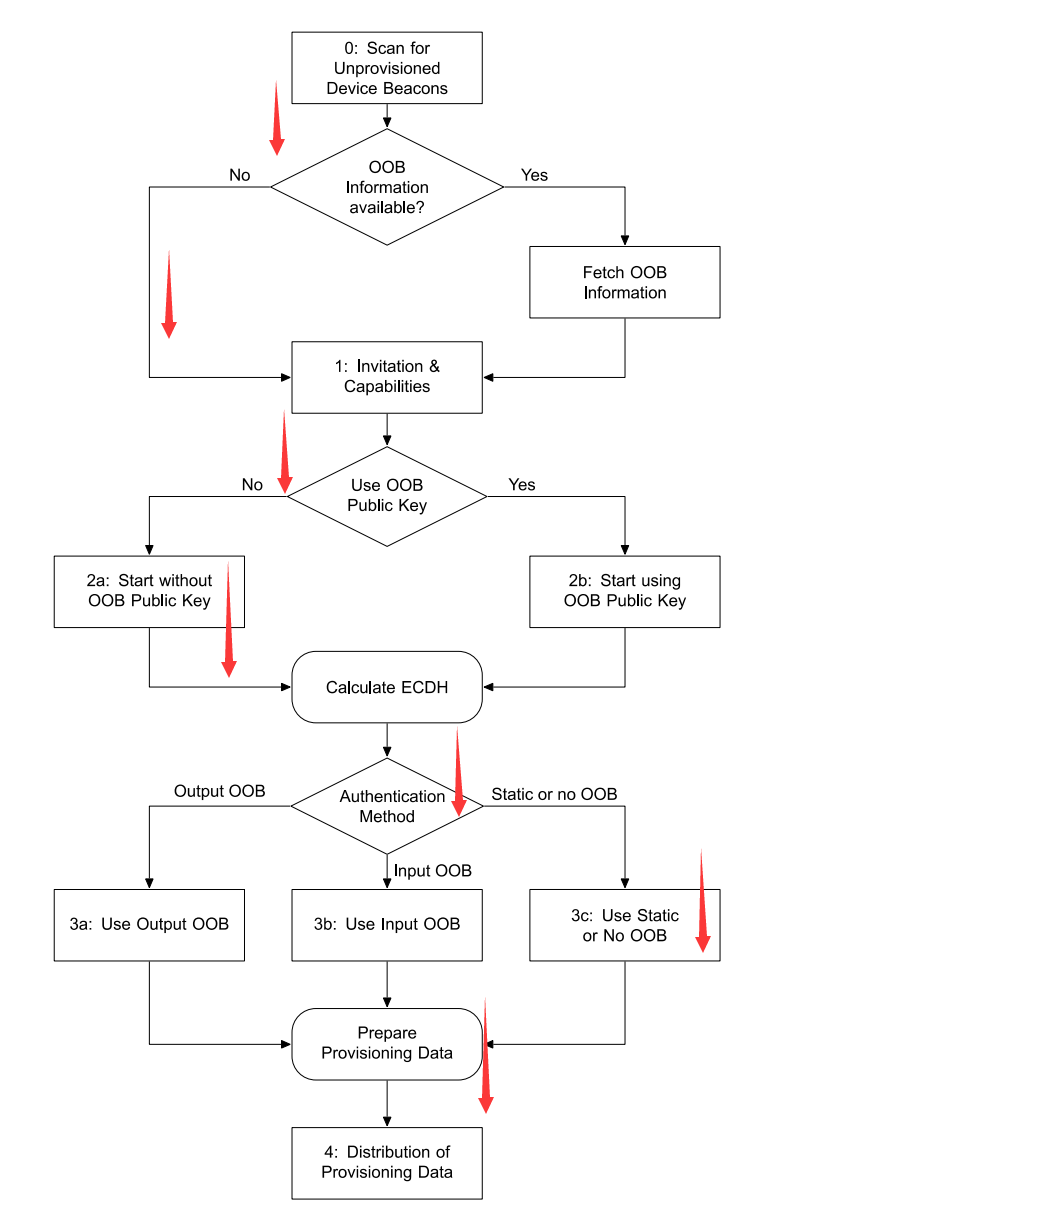 0: Scan for
Unprovisioned
Device Beacons
OOB
Information
available?
No
Yes
Fetch OOB
Information
1: Invitation &
Capabilities
Use OOB
Public Key
No
Yes
2a: Start without
OOB Public Key
2b: Start using
OOB Public Key
Calculate ECDH
Authentication
Method
Output OOB
Static or no OOB
Input OOB
3a: Use Output OOB
3b: Use Input OOB
3c: Use Static
or No OOB
Prepare
Provisioning Data
4: Distribution of
Provisioning Data